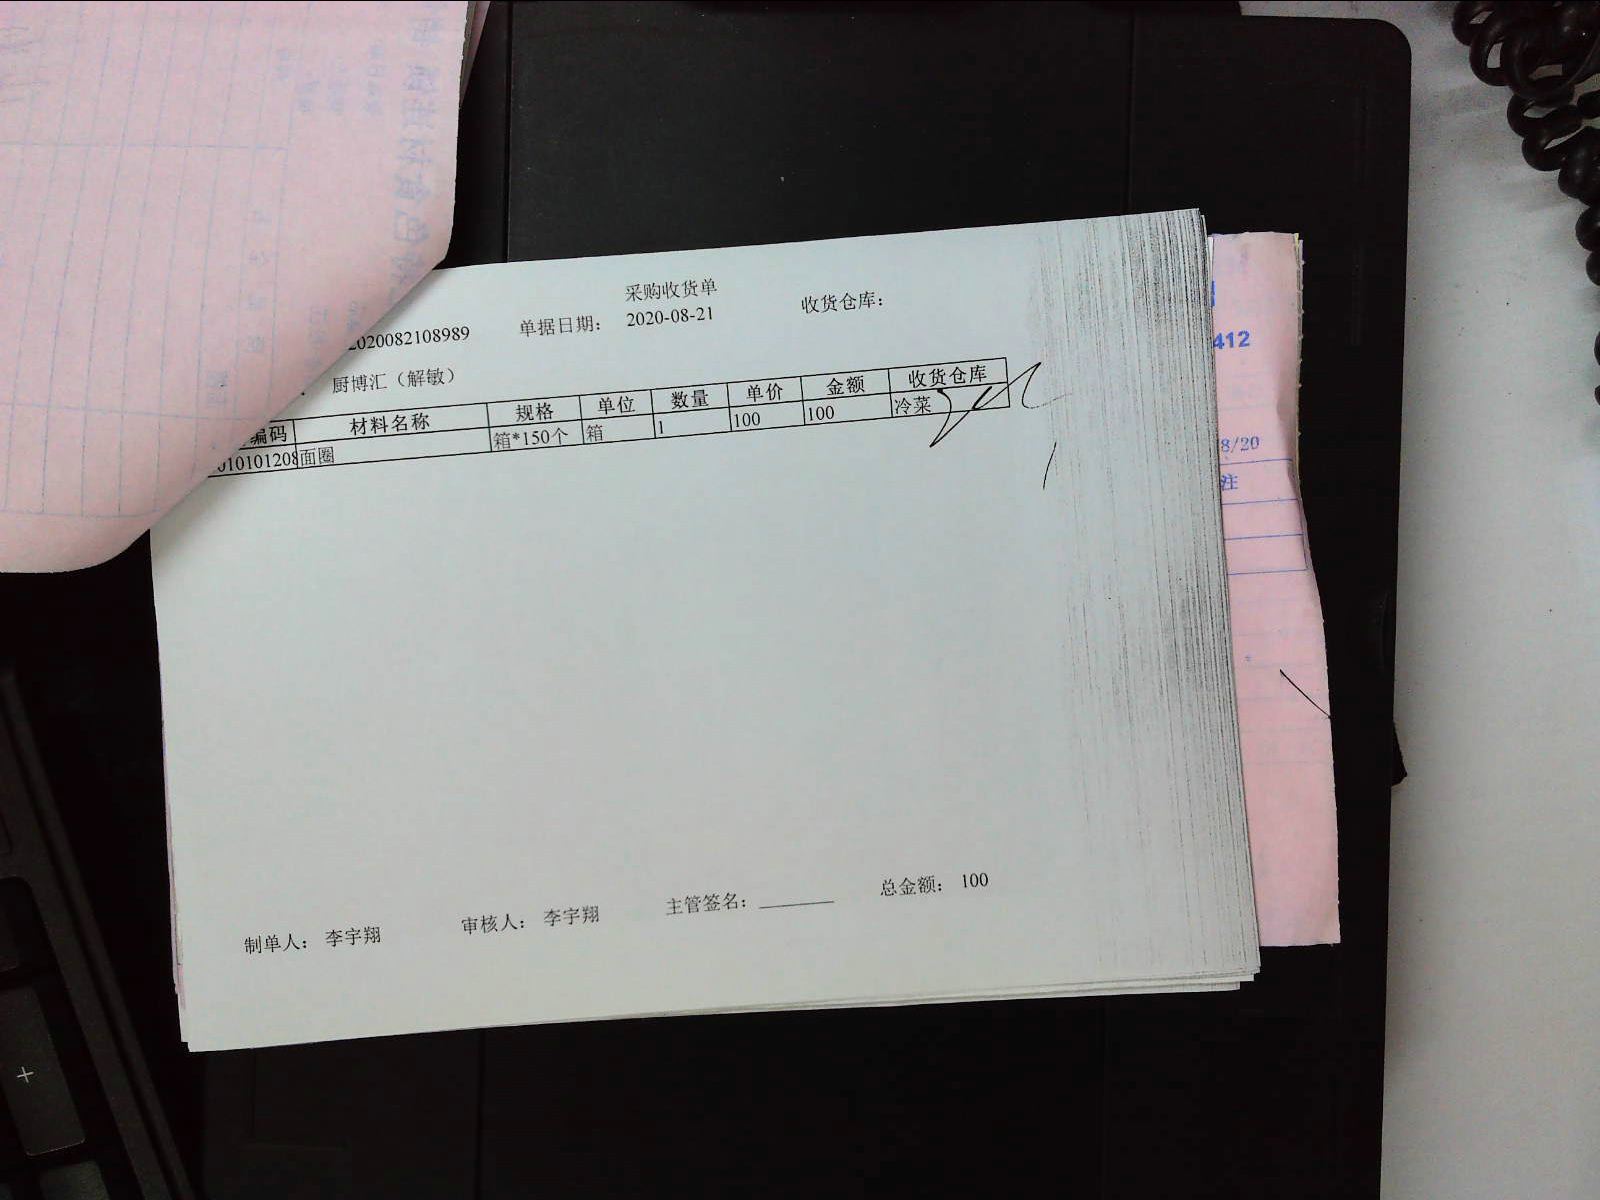 采购收货单
2020082108989 单据日期： 2020-08-21 收货仓库：
厨博汇（解敏）
编码 材料名称 规格 单位 数量 单价 金额 收货仓库
010101208 面圈 箱*150个 箱 1 100 100 冷菜
制单人： 李宇翔 审核人： 李宇翔 主管签名： 总金额： 100
412
8/20
注
+